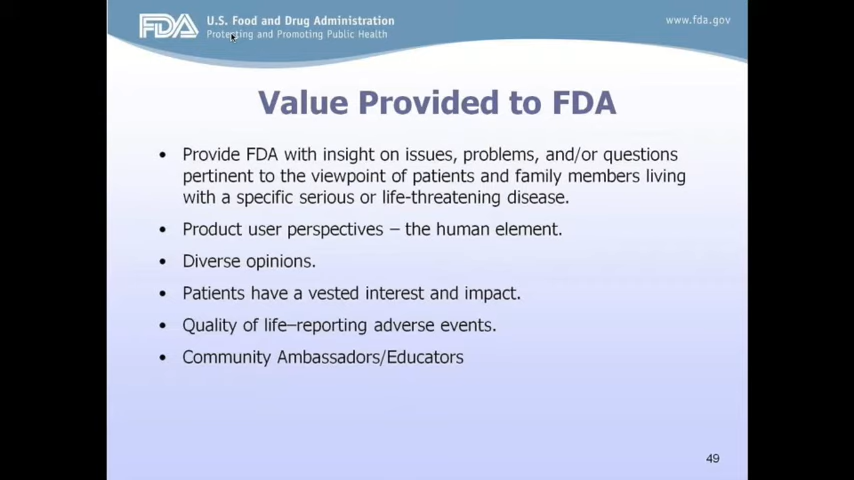 FDA U.S. Food and Drug Administration
Protecting and Promoting Public Health
www.fda.gov
Value Provided to FDA
• Provide FDA with insight on issues, problems, and/or questions
pertinent to the viewpoint of patients and family members living
with a specific serious or life-threatening disease.
• Product user perspectives – the human element.
• Diverse opinions.
• Patients have a vested interest and impact.
• Quality of life–reporting adverse events.
• Community Ambassadors/Educators
49